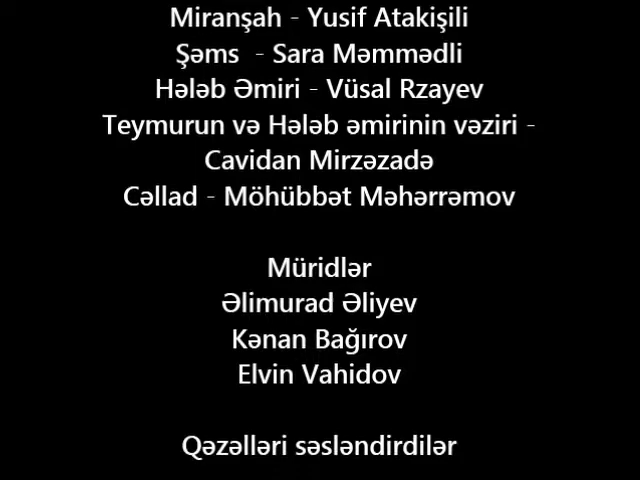 Miranşah - Yusif Atakişili
Şəms - Sara Məmmədli
Hələb Əmiri - Vüsal Rzayev
Teymurun və Hələb əmirinin vəziri -
Cavidan Mirzəzadə
Cəllad - Möhübbət Məhərrəmov
Müridlər
Əlimurad Əliyev
Kənan Bağırov
Elvin Vahidov
Qəzəlləri səsləndirdilər